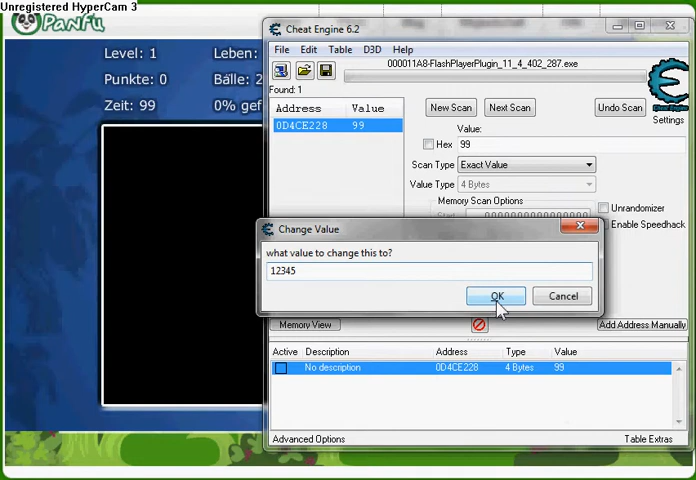 Unregistered HyperCam 3
PanFu
Level: 1
Leben:
Punkte: 0
Bälle: 2
Zeit: 99
0% gef
Cheat Engine 6.2
File Edit Table D3D Help
000011A8-FlashPlayerPlugin_11_4_402_287.exe
Found: 1
Address Value
0D4CE228 99
New Scan Next Scan Undo Scan
Cheat Engine
Settings
Value:
Hex 99
Scan Type Exact Value
Value Type 4 Bytes
Memory Scan Options
Unrandomizer
Enable Speedhack
Change Value
what value to change this to?
12345
OK Cancel
Memory View Add Address Manually
Active Description Address Type Value
No description 0D4CE228 4 Bytes 99
Advanced Options Table Extras